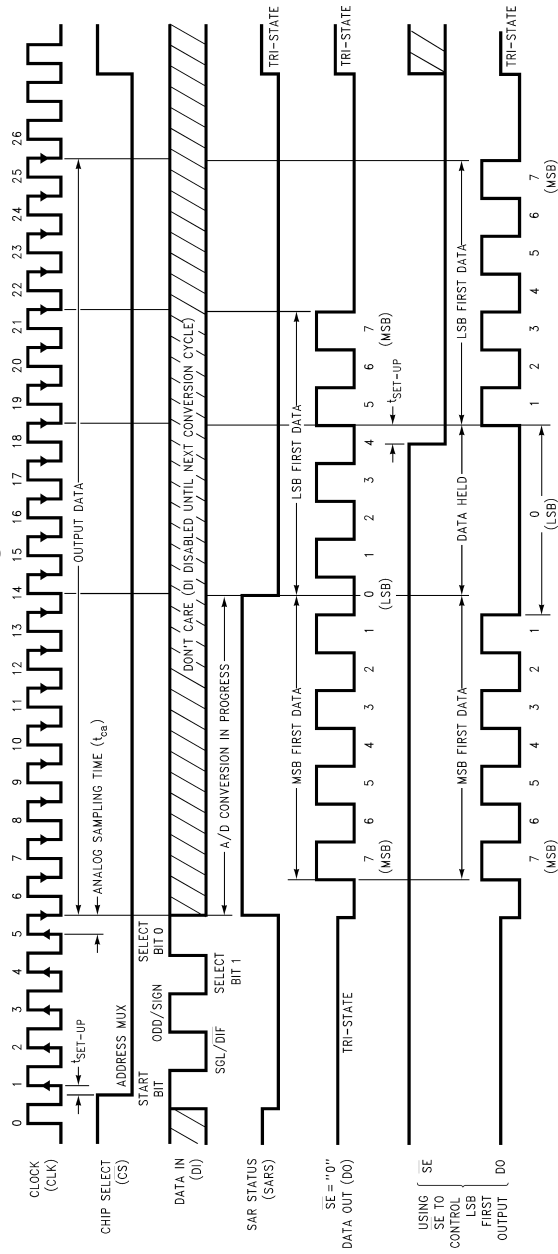 CLOCK
(CLK)
0 1 2 3 4 5 6 7 8 9 10 11 12 13 14 15 16 17 18 19 20 21 22 23 24 25 26
tSET-UP
ANALOG SAMPLING TIME (tca)
OUTPUT DATA
CHIP SELECT
(CS)
ADDRESS MUX
DATA IN
(DI)
START
BIT
SGL/DIF
ODD/SIGN
SELECT
BIT 1
SELECT
BIT 0
DON'T CARE (DI DISABLED UNTIL NEXT CONVERSION CYCLE)
SAR STATUS
(SARS)
A/D CONVERSION IN PROGRESS
TRI-STATE
SE = "0"
DATA OUT (DO)
TRI-STATE
MSB FIRST DATA
LSB FIRST DATA
TRI-STATE
7 6 5 4 3 2 1 0 1 2 3 4 5 6 7
(MSB) (LSB) (MSB)
tSET-UP
USING
SE TO
CONTROL
LSB
FIRST
OUTPUT
SE
DO
MSB FIRST DATA
DATA HELD
LSB FIRST DATA
TRI-STATE
7 6 5 4 3 2 1 0 1 2 3 4 5 6 7
(MSB) (LSB) (MSB)